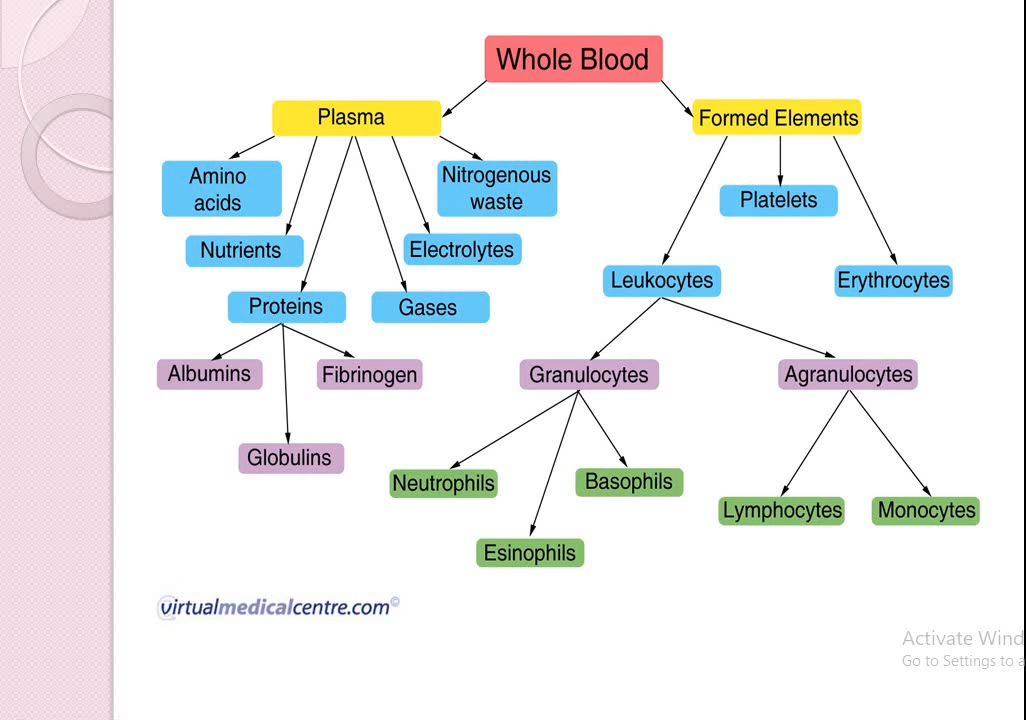 Whole Blood
Plasma
Formed Elements
Amino
acids
Nitrogenous
waste
Platelets
Nutrients
Electrolytes
Leukocytes
Erythrocytes
Proteins
Gases
Albumins
Fibrinogen
Granulocytes
Agranulocytes
Globulins
Neutrophils
Basophils
Lymphocytes
Monocytes
Esinophils
virtualmedicalcentre.com©
Activate Wind
Go to Settings to a